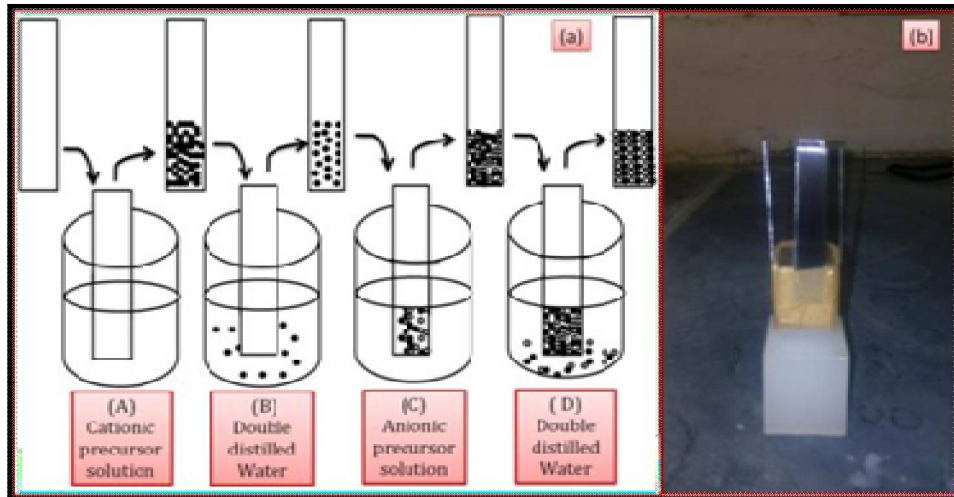 (a)
(b)
(A)
Cationic
precursor
solution
(B)
Double
distilled
Water
(C)
Anionic
precursor
solution
( D)
Double
distilled
Water